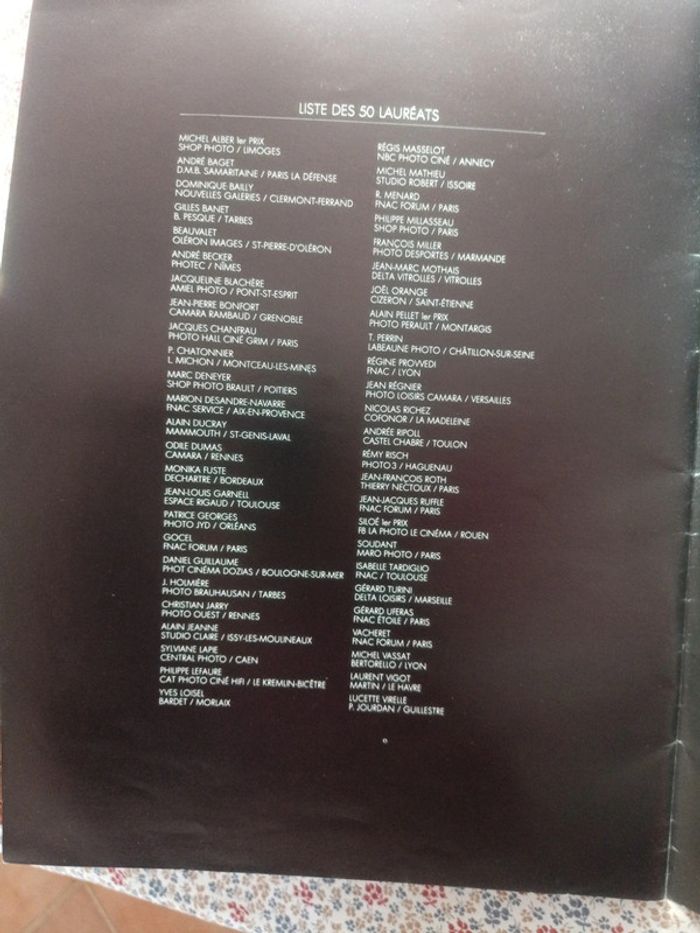 LISTE DES 50 LAURÉATS
MICHEL ALBER 1er PRIX
SHOP PHOTO / LIMOGES
ANDRÉ BAGET
D.M.B. SAMARITAINE / PARIS LA DÉFENSE
DOMINIQUE BAILLY
NOUVELLES GALERIES / CLERMONT-FERRAND
GILLES BANET
B. PESQUE / TARBES
BEAUVALET
OLÉRON IMAGES / ST-PIERRE-D'OLÉRON
ANDRÉ BECKER
PHOTEC / NÎMES
JACQUELINE BLACHÈRE
AMIEL PHOTO / PONT-ST-ESPRIT
JEAN-PIERRE BONFORT
CAMARA RAMBAUD / GRENOBLE
JACQUES CHANFRAU
PHOTO HALL CINÉ GRIM / PARIS
P. CHATONNIER
L. MICHON / MONTCEAU-LES-MINES
MARC DENEYER
SHOP PHOTO BRAULT / POITIERS
MARION DESANDRE-NAVARRE
FNAC SERVICE / AIX-EN-PROVENCE
ALAIN DUCRAY
MAMMOUTH / ST-GENIS-LAVAL
ODILE DUMAS
CAMARA / RENNES
MONIKA FUSTE
DECHARTRE / BORDEAUX
JEAN-LOUIS GARNELL
ESPACE RIGAUD / TOULOUSE
PATRICE GEORGES
PHOTO JYD / ORLÉANS
GOCEL
FNAC FORUM / PARIS
DANIEL GUILLAUME
PHOT CINÉMA DOZIAS / BOULOGNE-SUR-MER
J. HOLMIÈRE
PHOTO BRAUHAUSAN / TARBES
CHRISTIAN JARRY
PHOTO OUEST / RENNES
ALAIN JEANNE
STUDIO CLAIRE / ISSY-LES-MOULINEAUX
SYLVIANE LAPIE
CENTRAL PHOTO / CAEN
PHILIPPE LEFAURE
CAT PHOTO CINÉ HIFI / LE KREMLIN-BICÊTRE
YVES LOISEL
BARDET / MORLAIX
RÉGIS MASSELOT
NBC PHOTO CINÉ / ANNECY
MICHEL MATHIEU
STUDIO ROBERT / ISSOIRE
R. MENARD
FNAC FORUM / PARIS
PHILIPPE MILLASSEAU
SHOP PHOTO / PARIS
FRANÇOIS MILLER
PHOTO DESPORTES / MARMANDE
JEAN-MARC MOTHAIS
DELTA VITROLLES / VITROLLES
JOËL ORANGE
CIZERON / SAINT-ÉTIENNE
ALAIN PELLET 1er PRIX
PHOTO PERAULT / MONTARGIS
T. PERRIN
LABEAUNE PHOTO / CHÂTILLON-SUR-SEINE
RÉGINE PROVVEDI
FNAC / LYON
JEAN RÉGNIER
PHOTO LOISIRS CAMARA / VERSAILLES
NICOLAS RICHEZ
COFONOR / LA MADELEINE
ANDRÉE RIPOLL
CASTEL CHABRE / TOULON
RÉMY RISCH
PHOTO 3 / HAGUENAU
JEAN-FRANÇOIS ROTH
THIERRY NECTOUX / PARIS
JEAN-JACQUES RUFFLE
FNAC FORUM / PARIS
SILOÉ 1er PRIX
FB LA PHOTO LE CINÉMA / ROUEN
SOUDANT
MARO PHOTO / PARIS
ISABELLE TARDIGLIO
FNAC / TOULOUSE
GÉRARD TURINI
DELTA LOISIRS / MARSEILLE
GÉRARD UFERAS
FNAC ÉTOILE / PARIS
VACHERET
FNAC FORUM / PARIS
MICHEL VASSAT
BERTORELLO / LYON
LAURENT VIGOT
MARTIN / LE HAVRE
LUCETTE VIRELLE
P. JOURDAN / GUILLESTRE